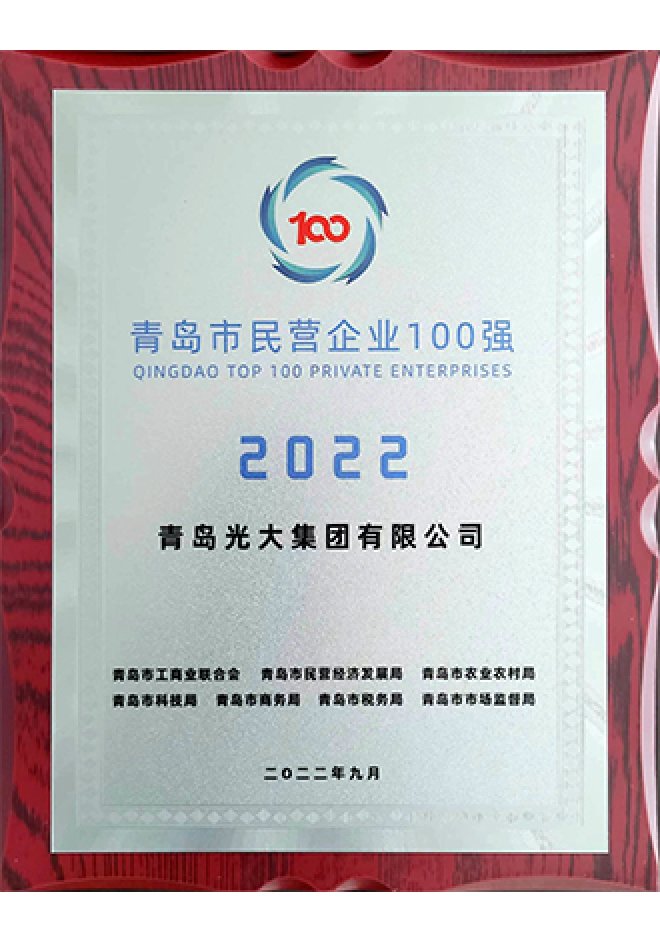 100
青岛市民营企业100强
QINGDAO TOP 100 PRIVATE ENTERPRISES
2022
青岛光大集团有限公司
青岛市工商业联合会 青岛市民营经济发展局 青岛市农业农村局
青岛市科技局 青岛市商务局 青岛市税务局 青岛市市场监督局
二〇二二年九月